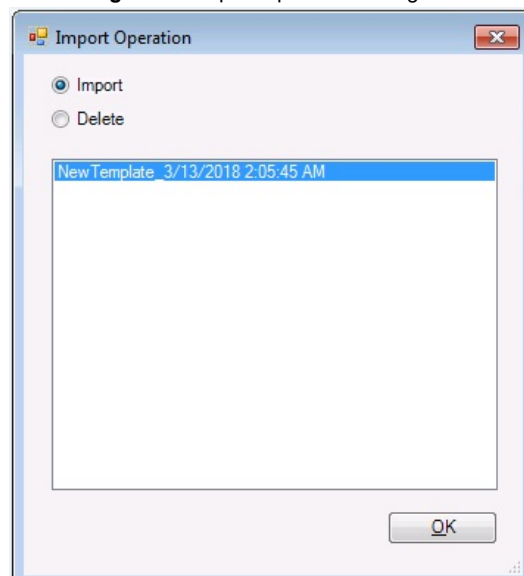 Import Operation
Import
Delete
NewTemplate_3/13/2018 2:05:45 AM
OK